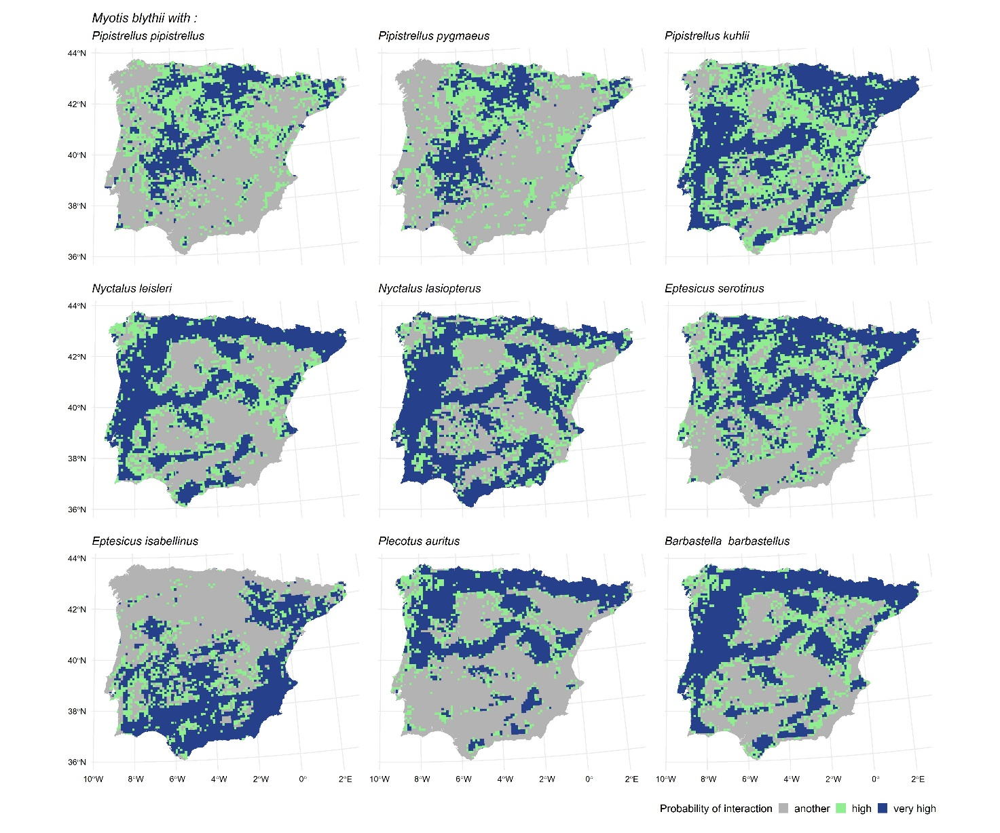 Myotis blythii with :
Pipistrellus pipistrellus
Pipistrellus pygmaeus
Pipistrellus kuhlii
44°N
42°N
40°N
38°N
36°N
Nyctalus leisleri
Nyctalus lasiopterus
Eptesicus serotinus
44°N
42°N
40°N
38°N
36°N
Eptesicus isabellinus
Plecotus auritus
Barbastella  barbastellus
44°N
42°N
40°N
38°N
36°N
10°W 8°W 6°W 4°W 2°W 0° 2°E 10°W 8°W 6°W 4°W 2°W 0° 2°E 10°W 8°W 6°W 4°W 2°W 0° 2°E
Probability of interaction another high very high